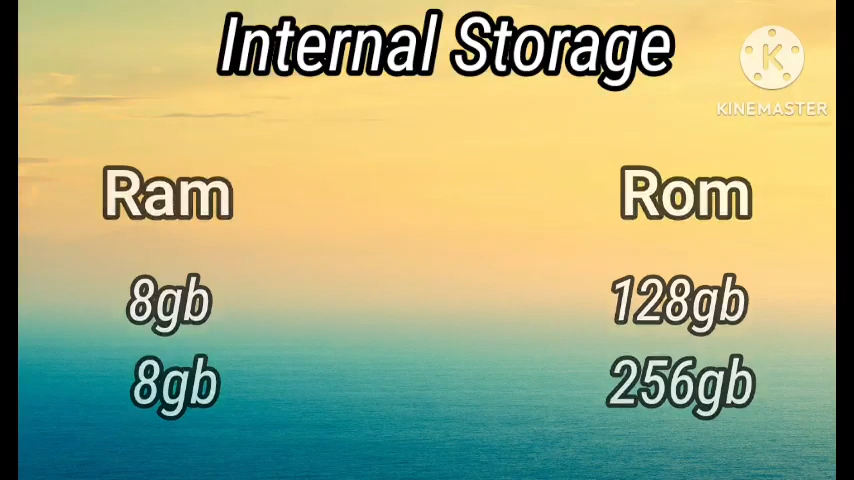 Internal Storage
K
KINEMASTER
Ram Rom
8gb 128gb
8gb 256gb